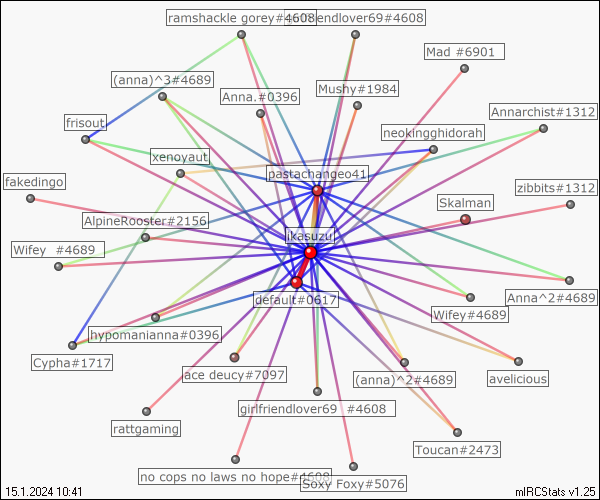 ramshackle gorey#4608
endlover69#4608
Mad #6901
(anna)^3#4689
Anna.#0396
Mushy#1984
Annarchist#1312
frisout
neokingghidorah
xenoyaut
pastachangeo41
fakedingo
zibbits#1312
Skalman
AlpineRooster#2156
ikasuzu
Wifey  #4689
default#0617
Anna^2#4689
Wifey#4689
hypomanianna#0396
Cypha#1717
ace deucy#7097
(anna)^2#4689
avelicious
girlfriendlover69  #4608
rattgaming
Toucan#2473
no cops no laws no hope#4608
Soxy Foxy#5076
15.1.2024 10:41
mIRCStats v1.25